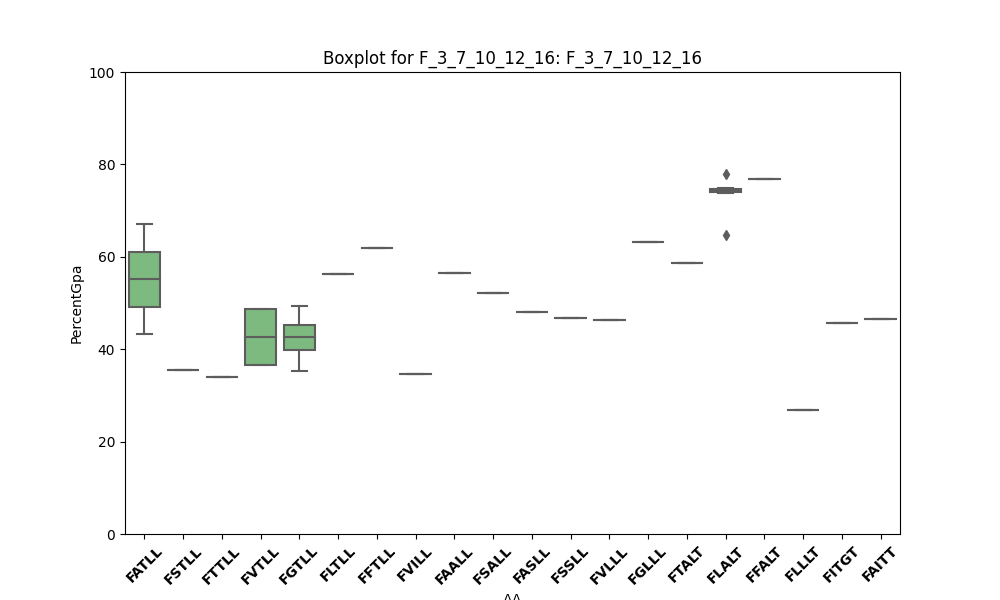 Boxplot for F_3_7_10_12_16: F_3_7_10_12_16
100
80
60
40
20
0
PercentGpa
FATLL FSTLL FTTLL FVTLL FGTLL FLTLL FFTLL FVILL FAALL FSALL FASLL FSSLL FVLLL FGLLL FTALT FLALT FFALT FLLLT FITGT FAITT
AA